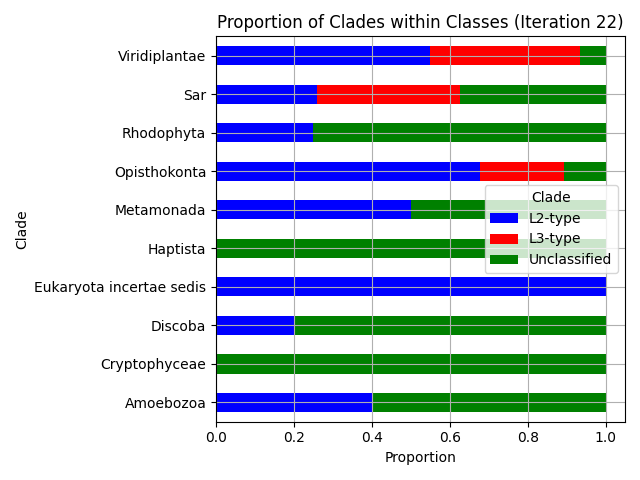 Proportion of Clades within Classes (Iteration 22)
Clade
Viridiplantae
Sar
Rhodophyta
Opisthokonta
Metamonada
Haptista
Eukaryota incertae sedis
Discoba
Cryptophyceae
Amoebozoa
Clade
L2-type
L3-type
Unclassified
0.0 0.2 0.4 0.6 0.8 1.0
Proportion